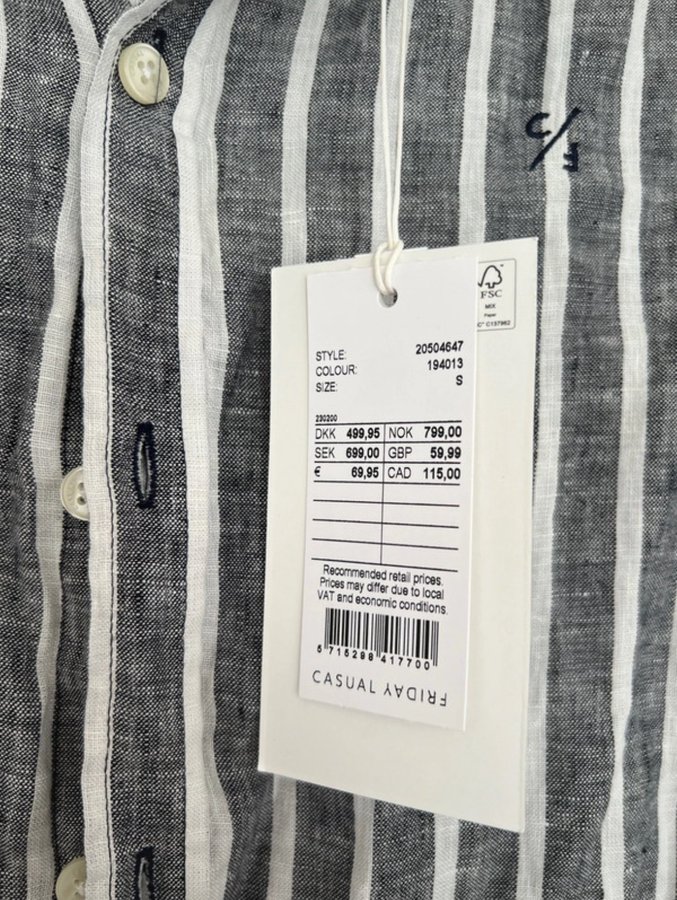 C/F
FSC
MIX
Paper
C® C137962
STYLE: 20504647
COLOUR: 194013
SIZE: S
230200
DKK 499,95 NOK 799,00
SEK 699,00 GBP 59,99
€ 69,95 CAD 115,00
Recommended retail prices.
Prices may differ due to local
VAT and economic conditions.
5 715298 417700
CASUAL FRIDAY